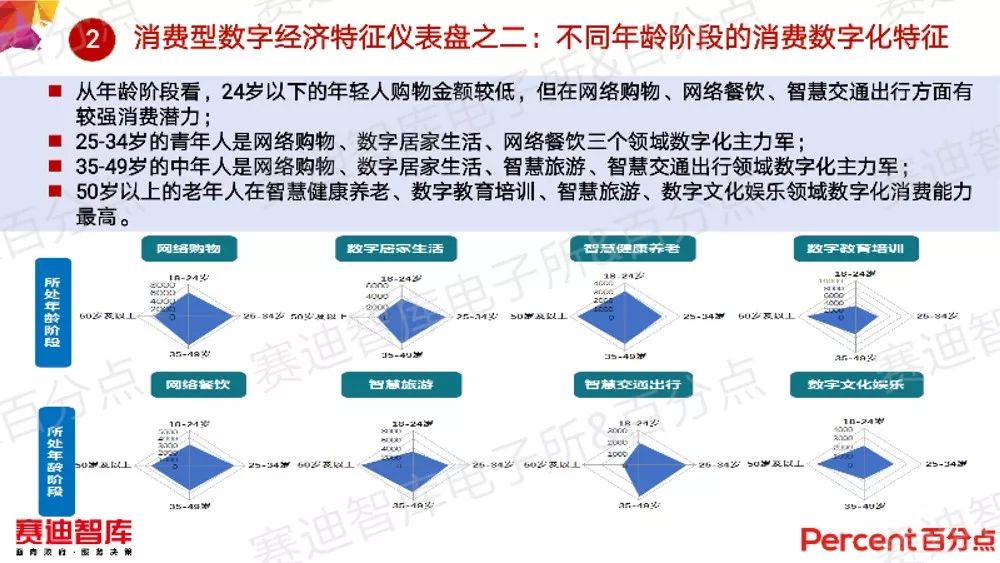 2
消费型数字经济特征仪表盘之二：不同年龄阶段的消费数字化特征
从年龄阶段看，24岁以下的年轻人购物金额较低，但在网络购物、网络餐饮、智慧交通出行方面有
较强消费潜力；
25-34岁的青年人是网络购物、数字居家生活、网络餐饮三个领域数字化主力军；
35-49岁的中年人是网络购物、数字居家生活、智慧旅游、智慧交通出行领域数字化主力军；
50岁以上的老年人在智慧健康养老、数字教育培训、智慧旅游、数字文化娱乐领域数字化消费能力
最高。
网络购物 数字居家生活 智慧健康养老 数字教育培训
所处年龄阶段
18-24岁
8000
6000
4000
2000
0
25-34岁
35-49岁
50岁及以上
18-24岁
6000
4000
2000
0
25-34岁
35-49岁
50岁及以上
18-24岁
4000
3000
2000
1000
0
25-34岁
35-49岁
50岁及以上
18-24岁
10000
8000
6000
4000
2000
0
25-34岁
35-49岁
50岁及以上
网络餐饮 智慧旅游 智慧交通出行 数字文化娱乐
所处年龄阶段
18-24岁
5000
4000
3000
2000
1000
0
25-34岁
35-49岁
50岁及以上
18-24岁
8000
6000
4000
2000
0
25-34岁
35-49岁
50岁及以上
18-24岁
3000
2000
1000
0
25-34岁
35-49岁
50岁及以上
18-24岁
4000
3000
2000
1000
0
25-34岁
35-49岁
50岁及以上
赛迪智库
面向政府·服务决策
Percent百分点
赛迪智库电子所&百分点